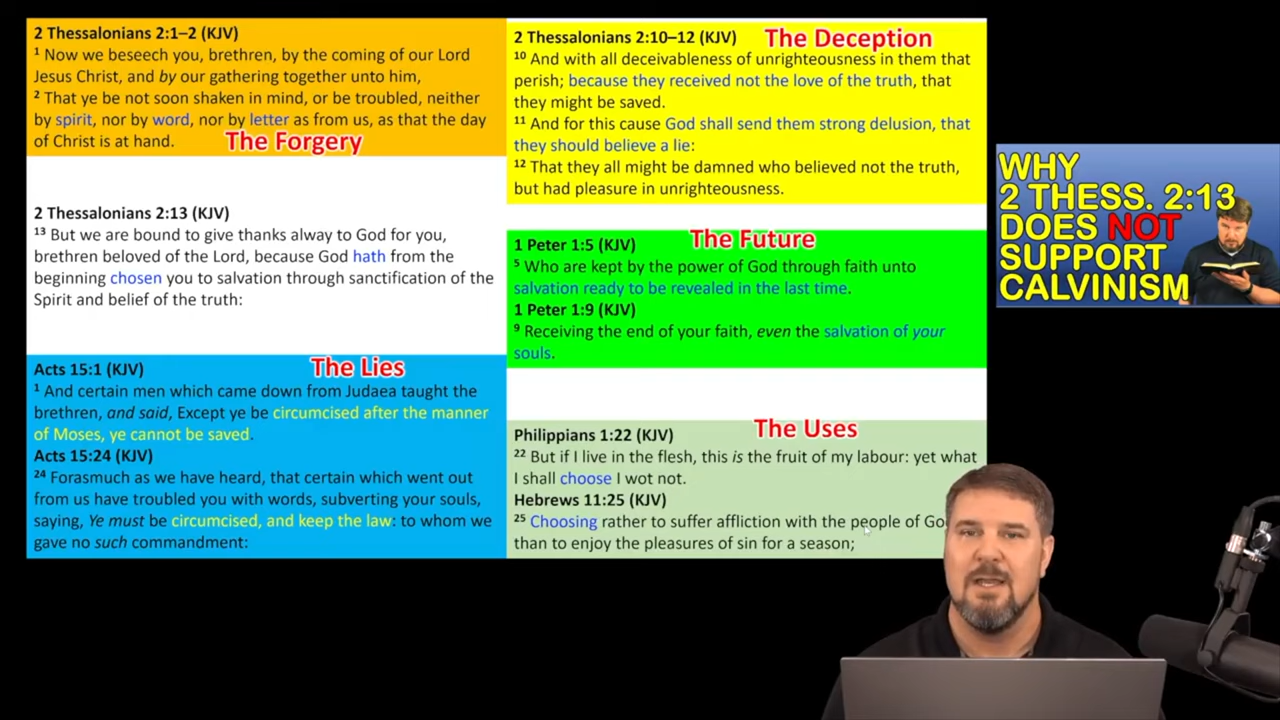 2 Thessalonians 2:1–2 (KJV)
1 Now we beseech you, brethren, by the coming of our Lord
Jesus Christ, and by our gathering together unto him,
2 That ye be not soon shaken in mind, or be troubled, neither
by spirit, nor by word, nor by letter as from us, as that the day
of Christ is at hand.
The Forgery
2 Thessalonians 2:13 (KJV)
13 But we are bound to give thanks alway to God for you,
brethren beloved of the Lord, because God hath from the
beginning chosen you to salvation through sanctification of the
Spirit and belief of the truth:
Acts 15:1 (KJV)
The Lies
1 And certain men which came down from Judaea taught the
brethren, and said, Except ye be circumcised after the manner
of Moses, ye cannot be saved.
Acts 15:24 (KJV)
24 Forasmuch as we have heard, that certain which went out
from us have troubled you with words, subverting your souls,
saying, Ye must be circumcised, and keep the law: to whom we
gave no such commandment:
2 Thessalonians 2:10–12 (KJV)
The Deception
10 And with all deceivableness of unrighteousness in them that
perish; because they received not the love of the truth, that
they might be saved.
11 And for this cause God shall send them strong delusion, that
they should believe a lie:
12 That they all might be damned who believed not the truth,
but had pleasure in unrighteousness.
1 Peter 1:5 (KJV)
The Future
5 Who are kept by the power of God through faith unto
salvation ready to be revealed in the last time.
1 Peter 1:9 (KJV)
9 Receiving the end of your faith, even the salvation of your
souls.
The Uses
Philippians 1:22 (KJV)
22 But if I live in the flesh, this is the fruit of my labour: yet what
I shall choose I wot not.
Hebrews 11:25 (KJV)
25 Choosing rather to suffer affliction with the people of Go
than to enjoy the pleasures of sin for a season;
WHY
2 THESS. 2:13
DOES NOT
SUPPORT
CALVINISM